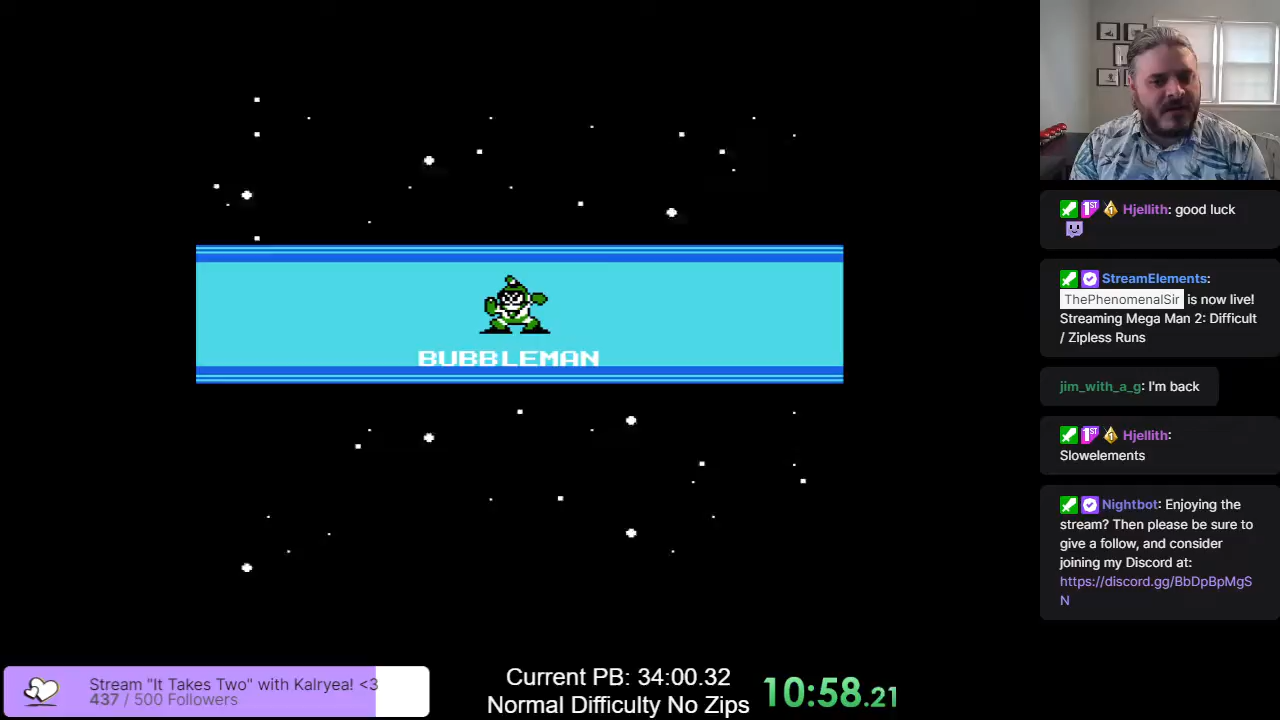 BUBBLEMAN
Hjellith: good luck
StreamElements:
ThePhenomenalSir is now live!
Streaming Mega Man 2: Difficult
/ Zipless Runs
jim_with_a_g: I'm back
Hjellith:
Slowelements
Nightbot: Enjoying the
stream? Then please be sure to
give a follow, and consider
joining my Discord at:
https://discord.gg/BbDpBpMgS
N
Stream "It Takes Two" with Kalryea! <3
437 / 500 Followers
Current PB: 34:00.32
Normal Difficulty No Zips
10:58.21